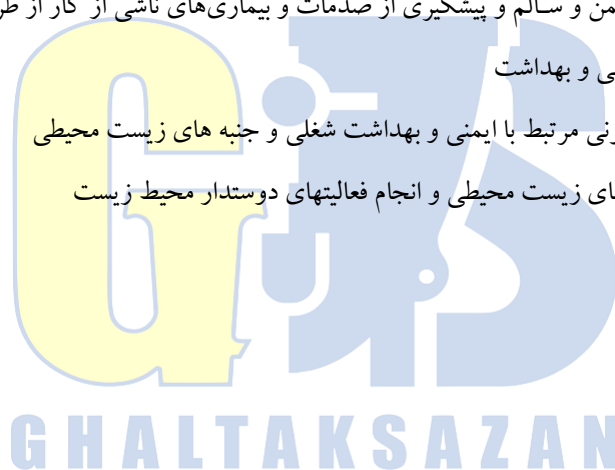 من و سالم و پیشگیری از صدمات و بیماری‌های ناشی از کار از طر
ی و بهداشت
نی مرتبط با ایمنی و بهداشت شغلی و جنبه های زیست محیطی
ای زیست محیطی و انجام فعالیتهای دوستدار محیط زیست
GHALTAKSAZAN